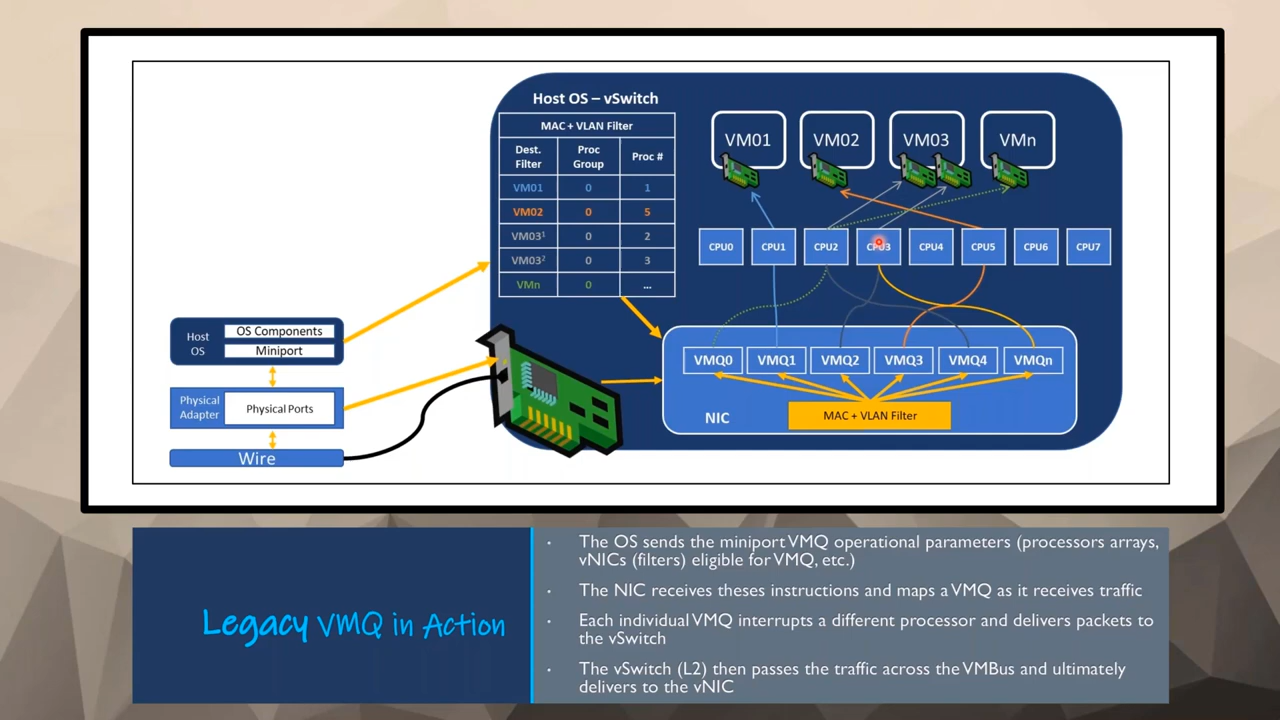 Host OS – vSwitch
MAC + VLAN Filter
Dest. Filter Proc Group Proc #
VM01 0 1
VM02 0 5
VM03¹ 0 2
VM03² 0 3
VMn 0 ...
VM01 VM02 VM03 VMn
CPU0 CPU1 CPU2 CPU3 CPU4 CPU5 CPU6 CPU7
Host OS
OS Components
Miniport
Physical Adapter
Physical Ports
Wire
VMQ0 VMQ1 VMQ2 VMQ3 VMQ4 VMQn
NIC
MAC + VLAN Filter
Legacy VMQ in Action
· The OS sends the miniport VMQ operational parameters (processors arrays,
vNICs (filters) eligible for VMQ, etc.)
· The NIC receives theses instructions and maps a VMQ as it receives traffic
· Each individual VMQ interrupts a different processor and delivers packets to
the vSwitch
· The vSwitch (L2) then passes the traffic across the VMBus and ultimately
delivers to the vNIC